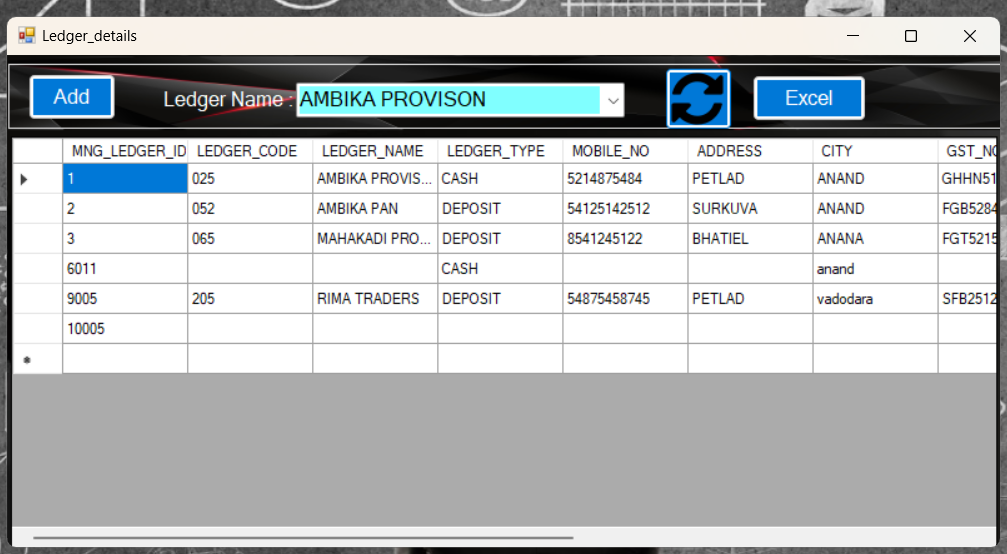 Ledger_details
Add Ledger Name : AMBIKA PROVISON Excel
MNG_LEDGER_ID LEDGER_CODE LEDGER_NAME LEDGER_TYPE MOBILE_NO ADDRESS CITY GST_NO
1 025 AMBIKA PROVIS... CASH 5214875484 PETLAD ANAND GHHN51
2 052 AMBIKA PAN DEPOSIT 54125142512 SURKUVA ANAND FGB5284
3 065 MAHAKADI PRO... DEPOSIT 8541245122 BHATIEL ANANA FGT5215
6011 CASH anand
9005 205 RIMA TRADERS DEPOSIT 54875458745 PETLAD vadodara SFB2512
10005